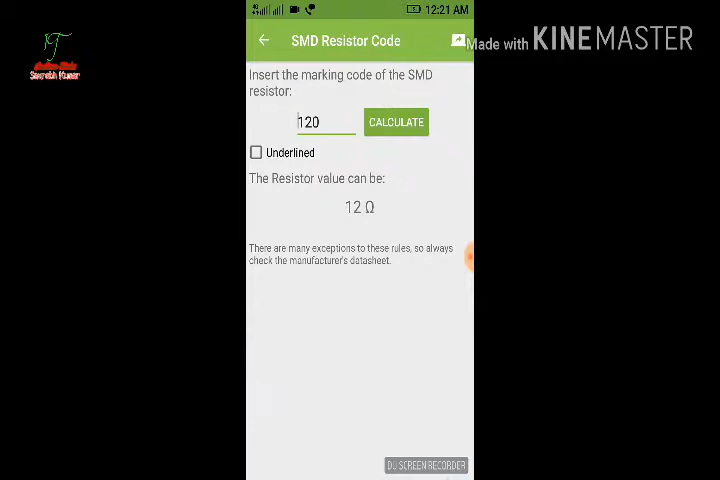 12:21 AM
SMD Resistor Code
Made with KINEMASTER
Insert the marking code of the SMD
resistor:
120
CALCULATE
Underlined
The Resistor value can be:
12 Ω
There are many exceptions to these rules, so always
check the manufacturer's datasheet.
DU SCREEN RECORDER